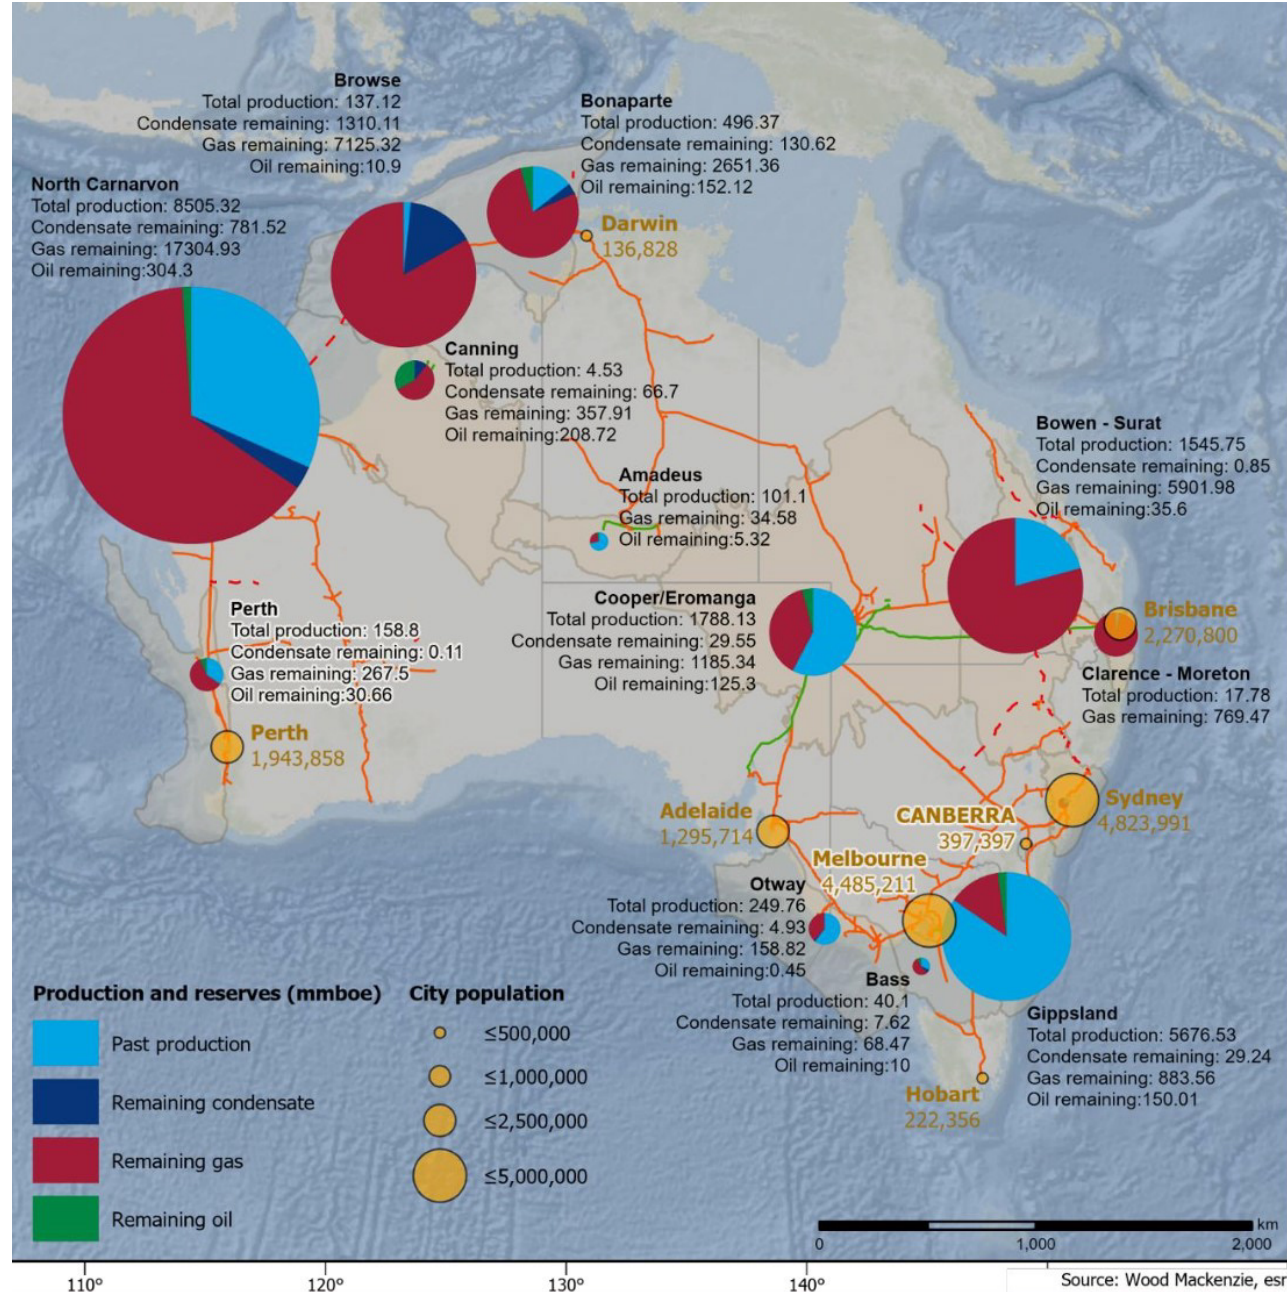 Browse
Total production: 137.12
Condensate remaining: 1310.11
Gas remaining: 7125.32
Oil remaining:10.9
Bonaparte
Total production: 496.37
Condensate remaining: 130.62
Gas remaining: 2651.36
Oil remaining:152.12
North Carnarvon
Total production: 8505.32
Condensate remaining: 781.52
Gas remaining: 17304.93
Oil remaining:304.3
Darwin
136,828
Canning
Total production: 4.53
Condensate remaining: 66.7
Gas remaining: 357.91
Oil remaining:208.72
Bowen - Surat
Total production: 1545.75
Condensate remaining: 0.85
Gas remaining: 5901.98
Oil remaining:35.6
Amadeus
Total production: 101.1
Gas remaining: 34.58
Oil remaining:5.32
Cooper/Eromanga
Total production: 1788.13
Condensate remaining: 29.55
Gas remaining: 1185.34
Oil remaining:125.3
Perth
Total production: 158.8
Condensate remaining: 0.11
Gas remaining: 267.5
Oil remaining:30.66
Brisbane
2,270,800
Clarence - Moreton
Total production: 17.78
Gas remaining: 769.47
Perth
1,943,858
Adelaide
1,295,714
CANBERRA
397,397
Sydney
4,823,991
Melbourne
4,485,211
Otway
Total production: 249.76
Condensate remaining: 4.93
Gas remaining: 158.82
Oil remaining:0.45
Bass
Total production: 40.1
Condensate remaining: 7.62
Gas remaining: 68.47
Oil remaining:10
Gippsland
Total production: 5676.53
Condensate remaining: 29.24
Gas remaining: 883.56
Oil remaining:150.01
Hobart
222,356
Production and reserves (mmboe)
Past production
Remaining condensate
Remaining gas
Remaining oil
City population
≤500,000
≤1,000,000
≤2,500,000
≤5,000,000
km
0 1,000 2,000
110° 120° 130° 140°
Source: Wood Mackenzie, esr